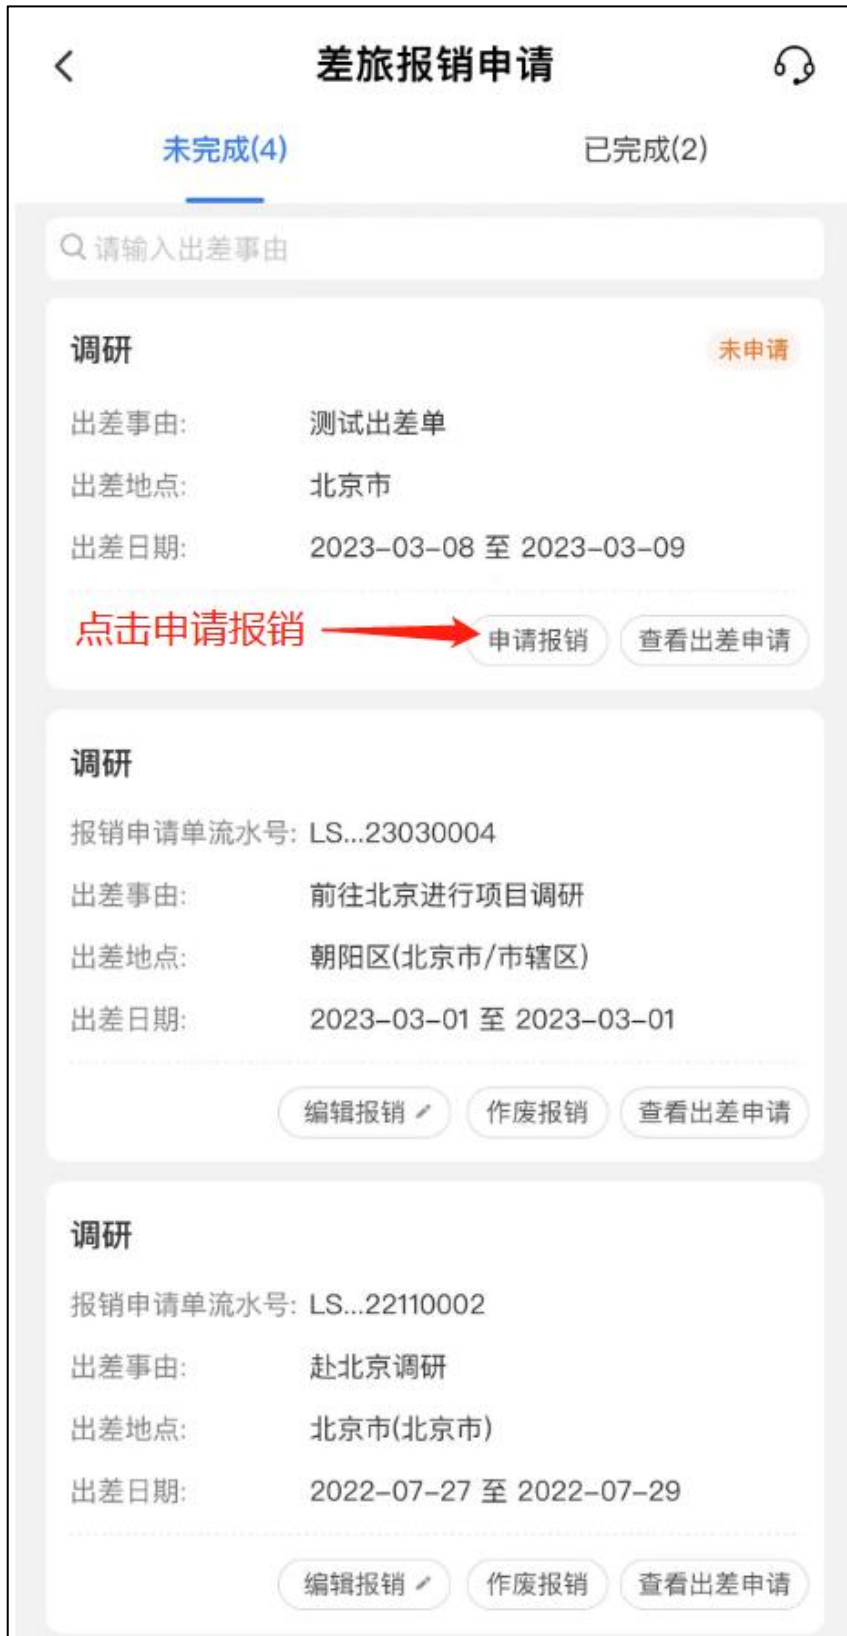 差旅报销申请
未完成(4) 已完成(2)
请输入出差事由
调研 未申请
出差事由: 测试出差单
出差地点: 北京市
出差日期: 2023-03-08 至 2023-03-09
点击申请报销 申请报销 查看出差申请
调研
报销申请单流水号: LS...23030004
出差事由: 前往北京进行项目调研
出差地点: 朝阳区(北京市/市辖区)
出差日期: 2023-03-01 至 2023-03-01
编辑报销 作废报销 查看出差申请
调研
报销申请单流水号: LS...22110002
出差事由: 赴北京调研
出差地点: 北京市(北京市)
出差日期: 2022-07-27 至 2022-07-29
编辑报销 作废报销 查看出差申请